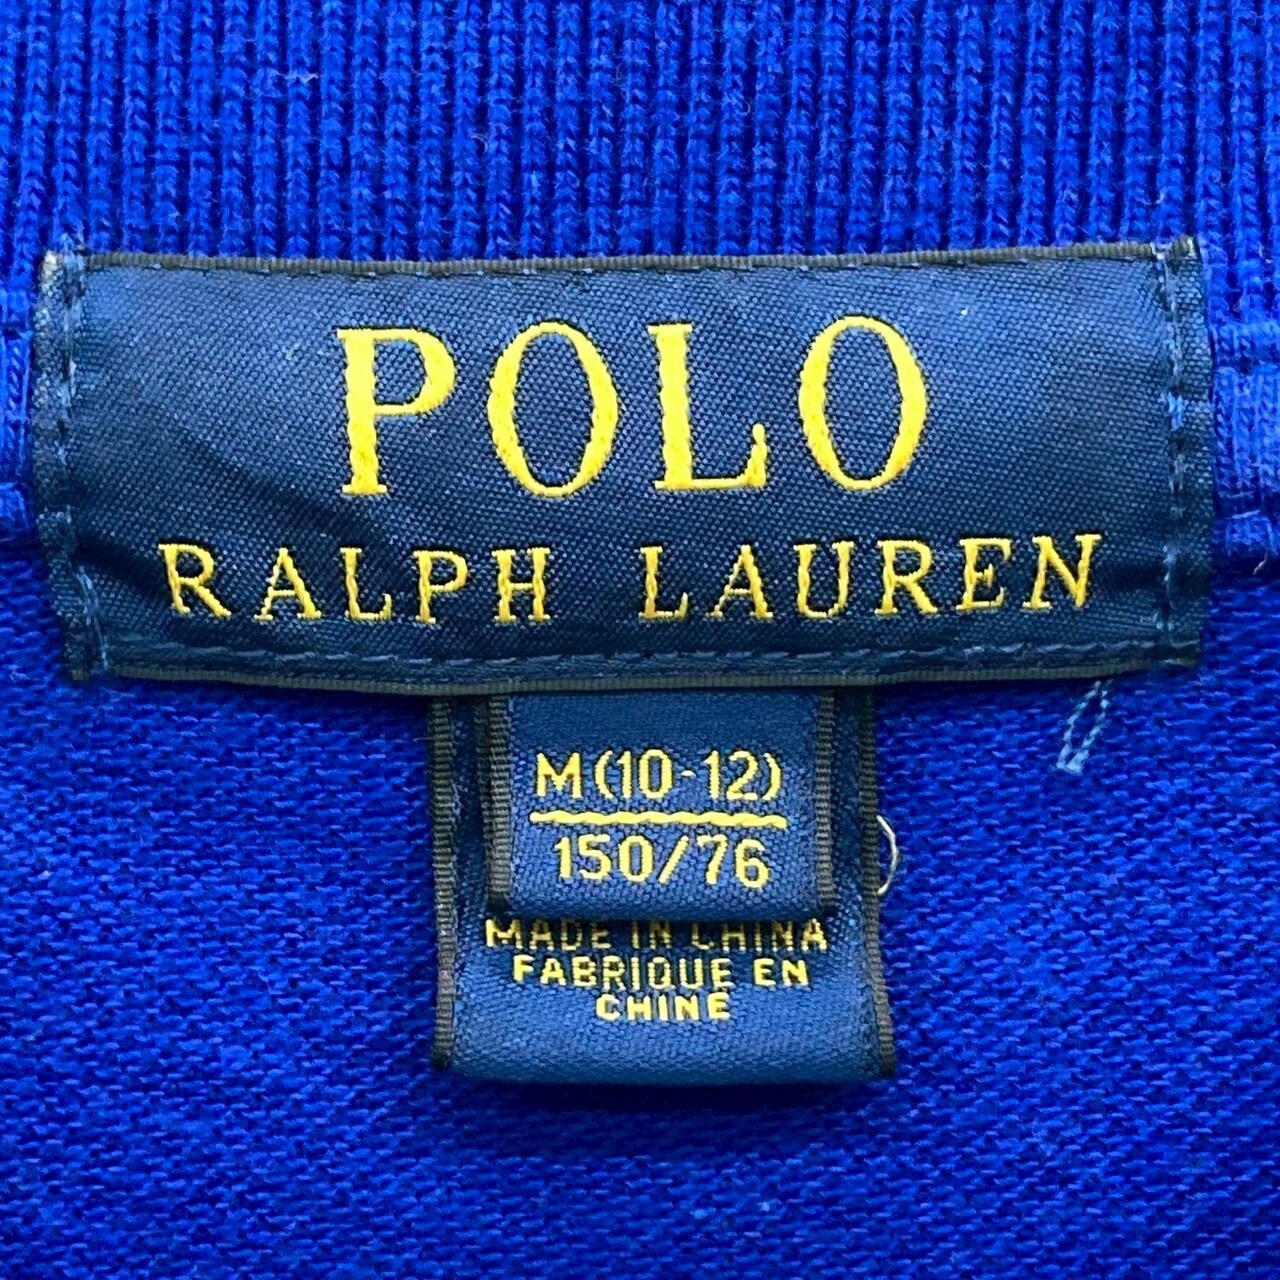 POLO
RALPH LAUREN
M(10-12)
150/76
MADE IN CHINA
FABRIQUE EN
CHINE